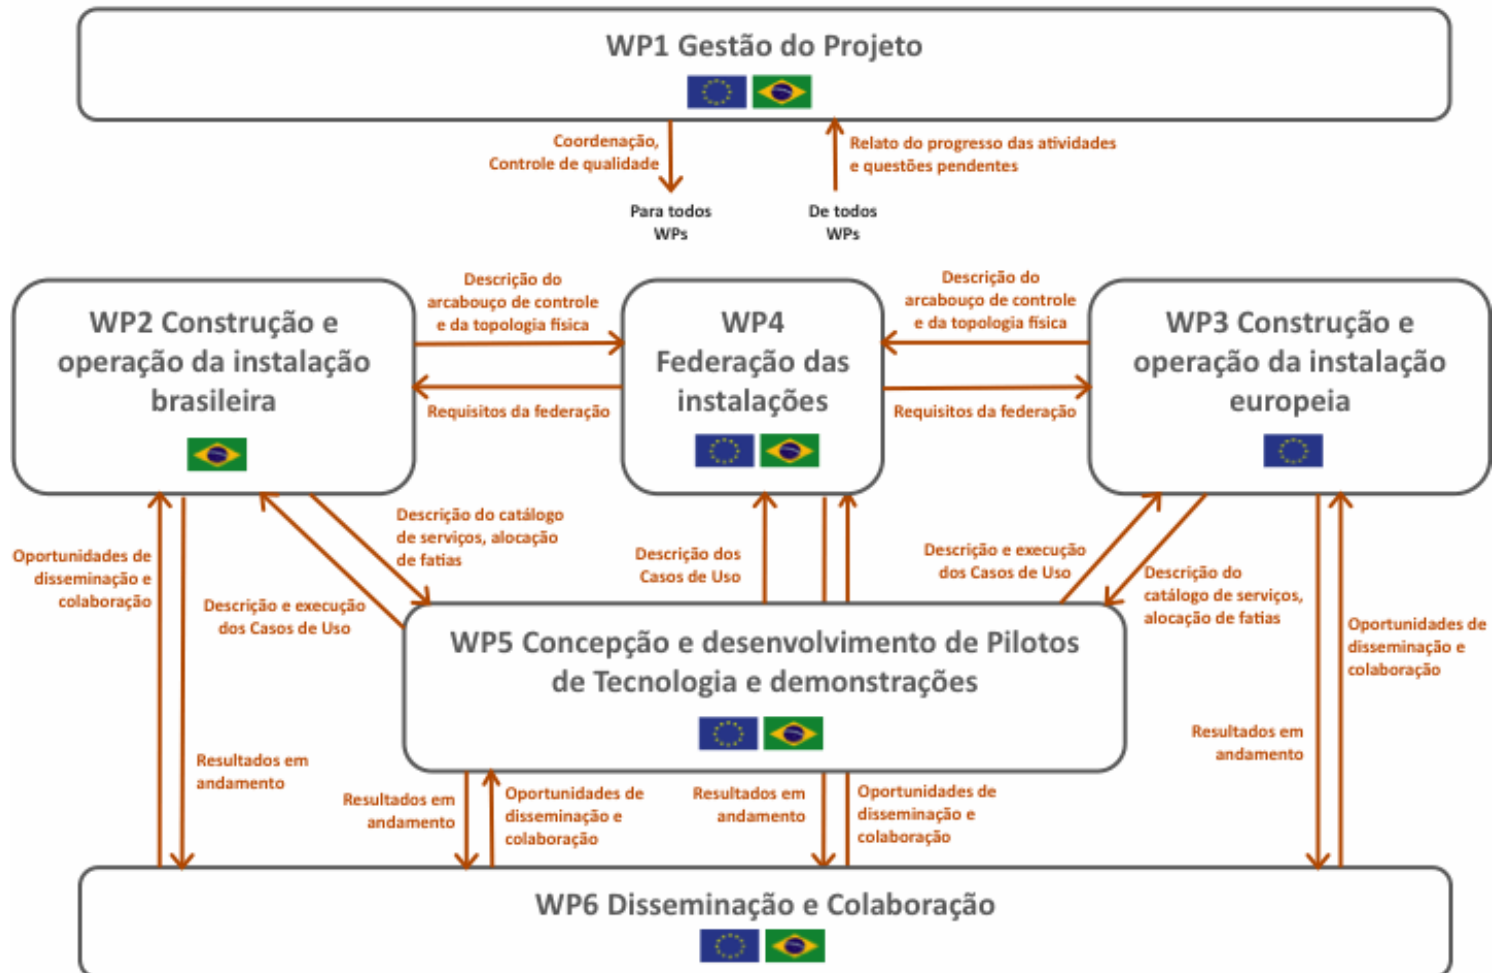 WP1 Gestão do Projeto
Coordenação,
Controle de qualidade
Relato do progresso das atividades
e questões pendentes
Para todos
WPs
De todos
WPs
WP2 Construção e
operação da instalação
brasileira
Descrição do
arcabouço de controle
e da topologia física
Requisitos da federação
WP4
Federação das
instalações
Descrição do
arcabouço de controle
e da topologia física
Requisitos da federação
WP3 Construção e
operação da instalação
europeia
Oportunidades de
disseminação e
colaboração
Descrição do catálogo
de serviços, alocação
de fatias
Descrição e execução
dos Casos de Uso
Descrição dos
Casos de Uso
Descrição e execução
dos Casos de Uso
Descrição do
catálogo de serviços,
alocação de fatias
Oportunidades de
disseminação e
colaboração
WP5 Concepção e desenvolvimento de Pilotos
de Tecnologia e demonstrações
Resultados em
andamento
Resultados em
andamento
Oportunidades de
disseminação e
colaboração
Resultados em
andamento
Oportunidades de
disseminação e
colaboração
Resultados em
andamento
WP6 Disseminação e Colaboração